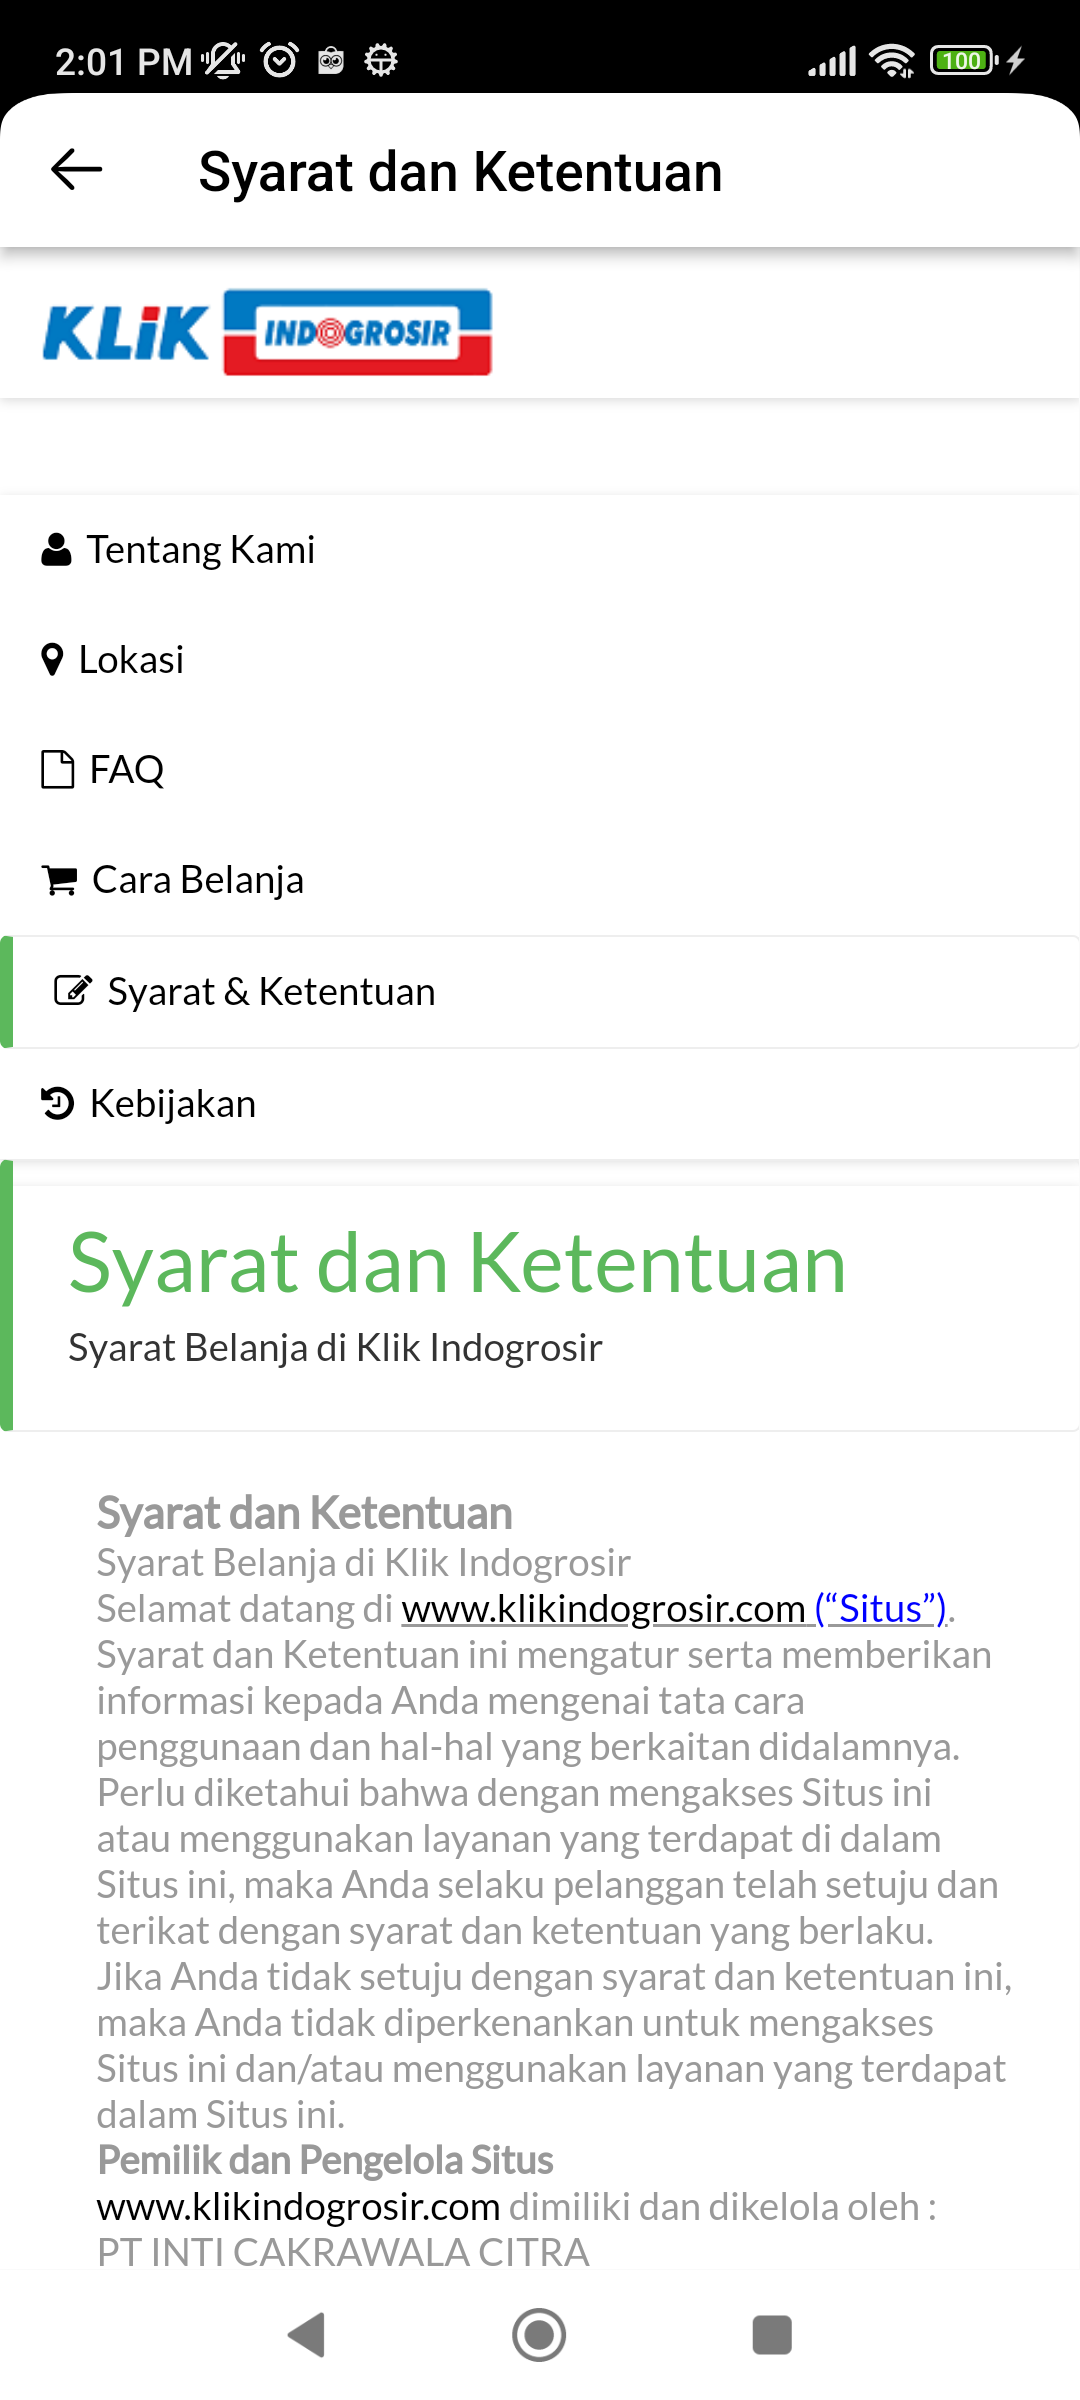 2:01 PM
100
Syarat dan Ketentuan
KLiK INDOGROSIR
Tentang Kami
Lokasi
FAQ
Cara Belanja
Syarat & Ketentuan
Kebijakan
Syarat dan Ketentuan
Syarat Belanja di Klik Indogrosir
Syarat dan Ketentuan
Syarat Belanja di Klik Indogrosir
Selamat datang di www.klikindogrosir.com (“Situs”).
Syarat dan Ketentuan ini mengatur serta memberikan
informasi kepada Anda mengenai tata cara
penggunaan dan hal-hal yang berkaitan didalamnya.
Perlu diketahui bahwa dengan mengakses Situs ini
atau menggunakan layanan yang terdapat di dalam
Situs ini, maka Anda selaku pelanggan telah setuju dan
terikat dengan syarat dan ketentuan yang berlaku.
Jika Anda tidak setuju dengan syarat dan ketentuan ini,
maka Anda tidak diperkenankan untuk mengakses
Situs ini dan/atau menggunakan layanan yang terdapat
dalam Situs ini.
Pemilik dan Pengelola Situs
www.klikindogrosir.com dimiliki dan dikelola oleh :
PT INTI CAKRAWALA CITRA